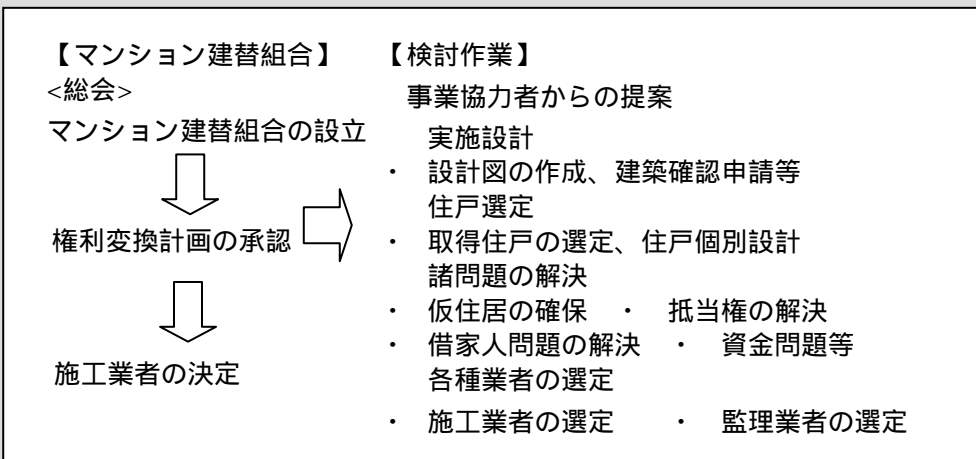 【マンション建替組合】
<総会>
マンション建替組合の設立
権利変換計画の承認
施工業者の決定
【検討作業】
事業協力者からの提案
実施設計
・ 設計図の作成、建築確認申請等
住戸選定
・ 取得住戸の選定、住戸個別設計
諸問題の解決
・ 仮住居の確保 ・ 抵当権の解決
・ 借家人問題の解決 ・ 資金問題等
各種業者の選定
・ 施工業者の選定 ・ 監理業者の選定